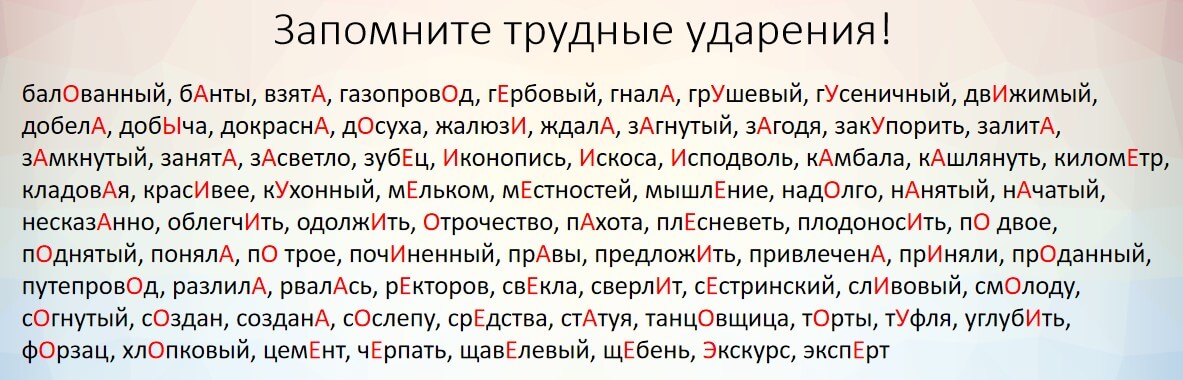 Запомните трудные ударения!
балОванный, бАнты, взятА, газопровОд, гЕрбовый, гналА, грУшевый, гУсеничный, двИжимый,
добелА, добЫча, докраснА, дОсуха, жалюзИ, ждалА, зАгнутый, зАгодя, закУпорить, залитА,
зАмкнутый, занятА, зАсветло, зубЕц, Иконопись, Искоса, Исподволь, кАмбала, кАшлянуть, киломЕтр,
кладовАя, красИвее, кУхонный, мЕльком, мЕстностей, мышлЕние, надОлго, нАнятый, нАчатый,
несказАнно, облегчИть, одолжИть, Отрочество, пАхота, плЕсневеть, плодоносИть, пО двое,
пОднятый, понялА, пО трое, почИненный, прАвы, предложИть, привлеченА, прИняли, прОданный,
путепровОд, разлилА, рвалАсь, рЕкторов, свЕкла, сверлИт, сЕстринский, слИвовый, смОлоду,
сОгнутый, сОздан, созданА, сОслепу, срЕдства, стАтуя, танцОвщица, тОрты, тУфля, углубИть,
фОрзац, хлОпковый, цемЕнт, чЕрпать, щавЕлевый, щЕбень, Экскурс, экспЕрт